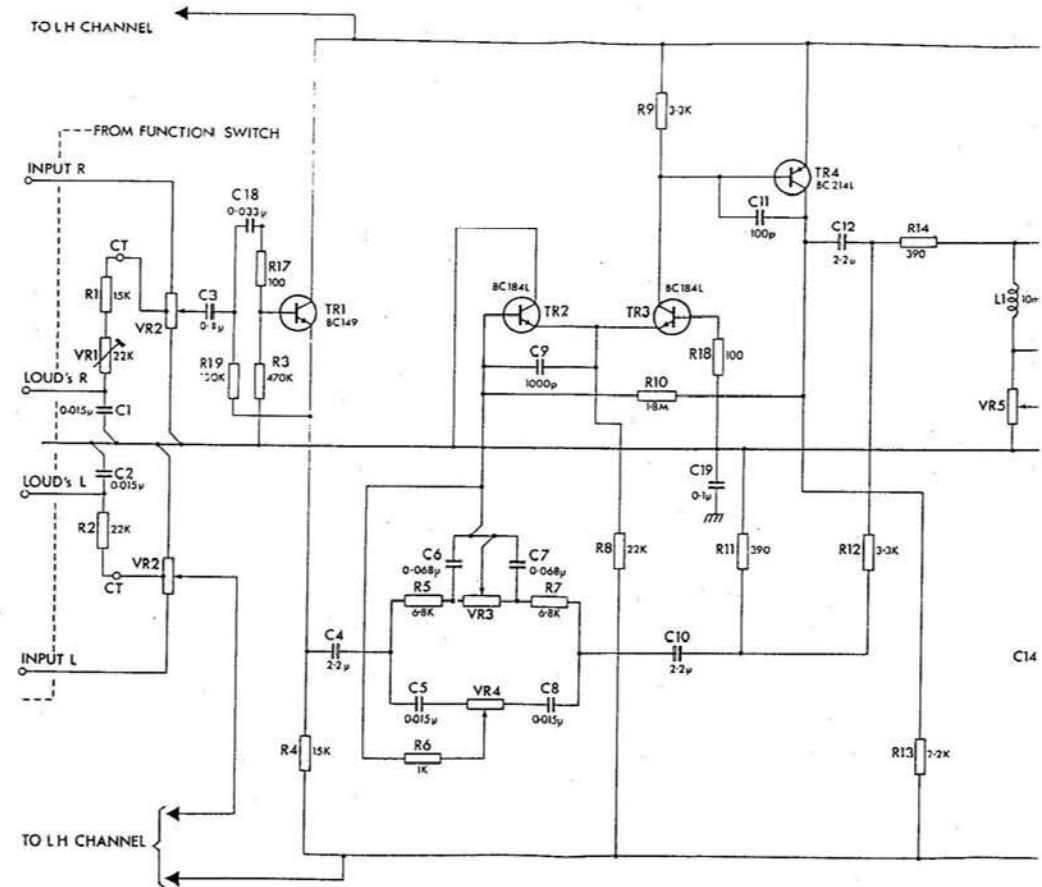 TO LH CHANNEL
FROM FUNCTION SWITCH
INPUT R
CT
R1 15K
VR1 22K
LOUD's R
0·015µ C1
VR2
C3
C18
0·033µ
R17
100
TR1
BC149
R19
R3
470K
C2
0·015µ
LOUD's L
R2 22K
VR2
CT
INPUT L
TO LH CHANNEL
R4 15K
C4
2·2µ
R5
6·8K
C6
0·068µ
VR3
C7
0·068µ
R7
6·8K
C5
0·015µ
VR4
C8
0·015µ
R6
1K
R9 3·3K
BC184L
TR2
BC184L
TR3
C9
1000p
R10
1·8M
R18 100
C11
100p
TR4
BC214L
C12
2·2µ
R14
390
L1
VR5
C19
0·1µ
R8 22K
R11 390
R12 3·3K
C10
2·2µ
R13
C14